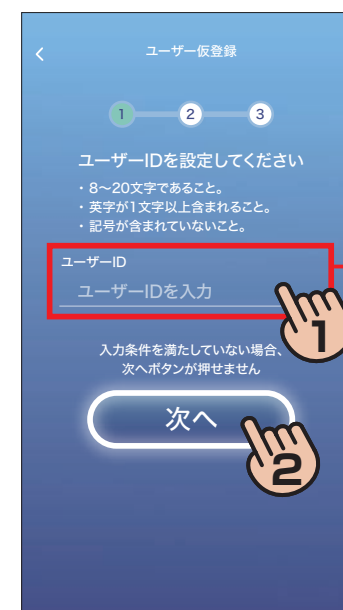 ユーザー仮登録
1 2 3
ユーザーIDを設定してください
・8〜20文字であること。
・英字が1文字以上含まれること。
・記号が含まれていないこと。
ユーザーID
ユーザーIDを入力
1
入力条件を満たしていない場合、
次へボタンが押せません
次へ
2